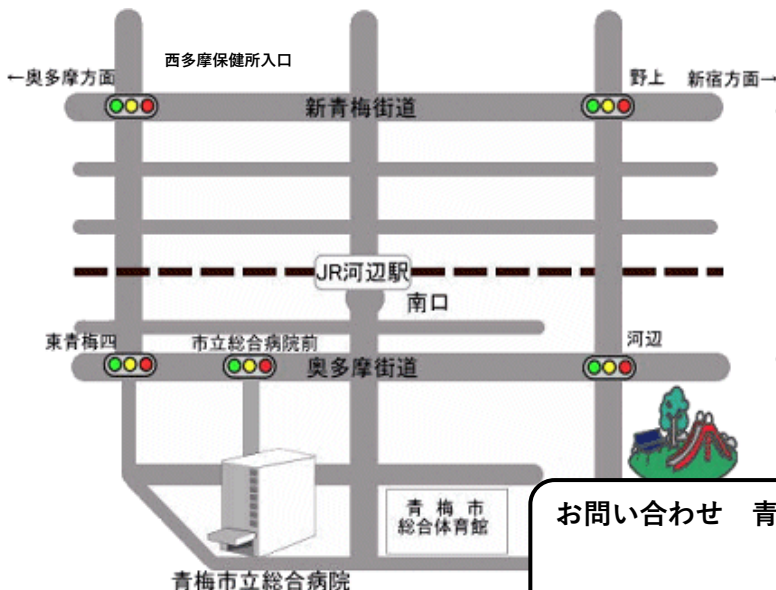 西多摩保健所入口
←奥多摩方面
野上
新宿方面→
新青梅街道
JR河辺駅
南口
東青梅四
市立総合病院前
河辺
奥多摩街道
青梅市
総合体育館
お問い合わせ　青
青梅市立総合病院